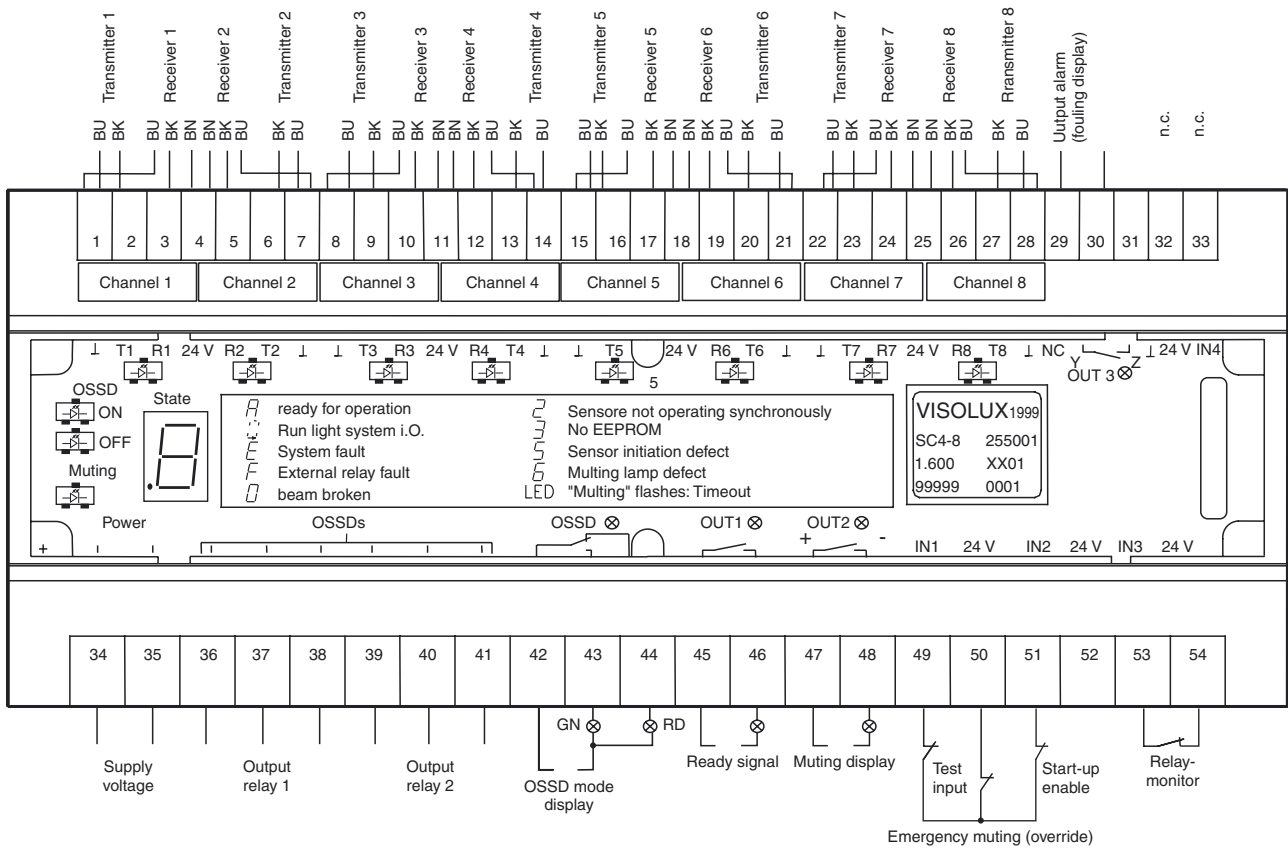 Transmitter 1
Receiver 1
Receiver 2
Transmitter 2
Transmitter 3
Receiver 3
Receiver 4
Transmitter 4
Transmitter 5
Receiver 5
Receiver 6
Transmitter 6
Transmitter 7
Receiver 7
Receiver 8
Rransmitter 8
Uutput alarm
(fouling display)
n.c.
n.c.
BU BK BU BK BN BN BK BU BK BU BU BK BU BK BN BN BK BU BK BU BU BK BU BK BN BN BK BU BK BU BU BK BU BK BN BN BK BU BK BU
1 2 3 4 5 6 7 8 9 10 11 12 13 14 15 16 17 18 19 20 21 22 23 24 25 26 27 28 29 30 31 32 33
Channel 1 Channel 2 Channel 3 Channel 4 Channel 5 Channel 6 Channel 7 Channel 8
T1 R1 24 V R2 T2 T3 R3 24 V R4 T4 T5 24 V R6 T6 T7 R7 24 V R8 T8 NC Y Z 24 V IN4
5
OUT 3
OSSD
ON
OFF
Muting
State
A ready for operation
Run light system i.O.
E System fault
F External relay fault
0 beam broken
2 Sensore not operating synchronously
3 No EEPROM
5 Sensor initiation defect
6 Multing lamp defect
LED "Multing" flashes: Timeout
VISOLUX 1999
SC4-8 255001
1.600 XX01
99999 0001
Power OSSDs OSSD OUT1 OUT2
+ + - IN1 24 V IN2 24 V IN3 24 V
34 35 36 37 38 39 40 41 42 43 44 45 46 47 48 49 50 51 52 53 54
GN RD
Supply
voltage
Output
relay 1
Output
relay 2
OSSD mode
display
Ready signal
Muting display
Test
input
Start-up
enable
Relay-
monitor
Emergency muting (override)